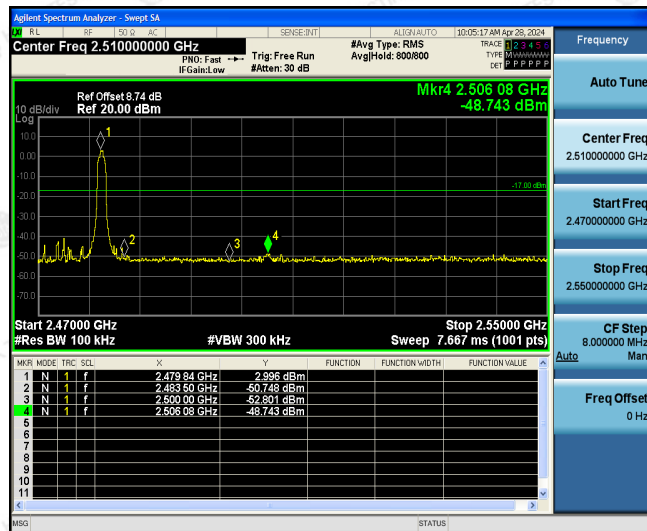 Agilent Spectrum Analyzer - Swept SA
RL RF 50 Ω AC SENSE:INT ALIGN AUTO 10:05:17 AM Apr 28, 2024
Center Freq 2.510000000 GHz
PNO: Fast
IFGain:Low
Trig: Free Run
#Atten: 30 dB
#Avg Type: RMS
Avg|Hold: 800/800
TRACE 1 2 3 4 5 6
TYPE M
DET P P P P P P
Mkr4 2.506 08 GHz
-48.743 dBm
Ref Offset 8.74 dB
Ref 20.00 dBm
10 dB/div
Log
10.0
0.00
-10.0
-20.0
-30.0
-40.0
-50.0
-60.0
-70.0
-17.00 dBm
1
2
3
4
Start 2.47000 GHz
Stop 2.55000 GHz
#Res BW 100 kHz
#VBW 300 kHz
Sweep 7.667 ms (1001 pts)
MKR MODE TRC SCL X Y FUNCTION FUNCTION WIDTH FUNCTION VALUE
1 N 1 f 2.479 84 GHz 2.996 dBm
2 N 1 f 2.483 50 GHz -50.748 dBm
3 N 1 f 2.500 00 GHz -52.801 dBm
4 N 1 f 2.506 08 GHz -48.743 dBm
5
6
7
8
9
10
11
MSG
STATUS
Frequency
Auto Tune
Center Freq
2.510000000 GHz
Start Freq
2.470000000 GHz
Stop Freq
2.550000000 GHz
CF Step
8.000000 MHz
Auto Man
Freq Offset
0 Hz